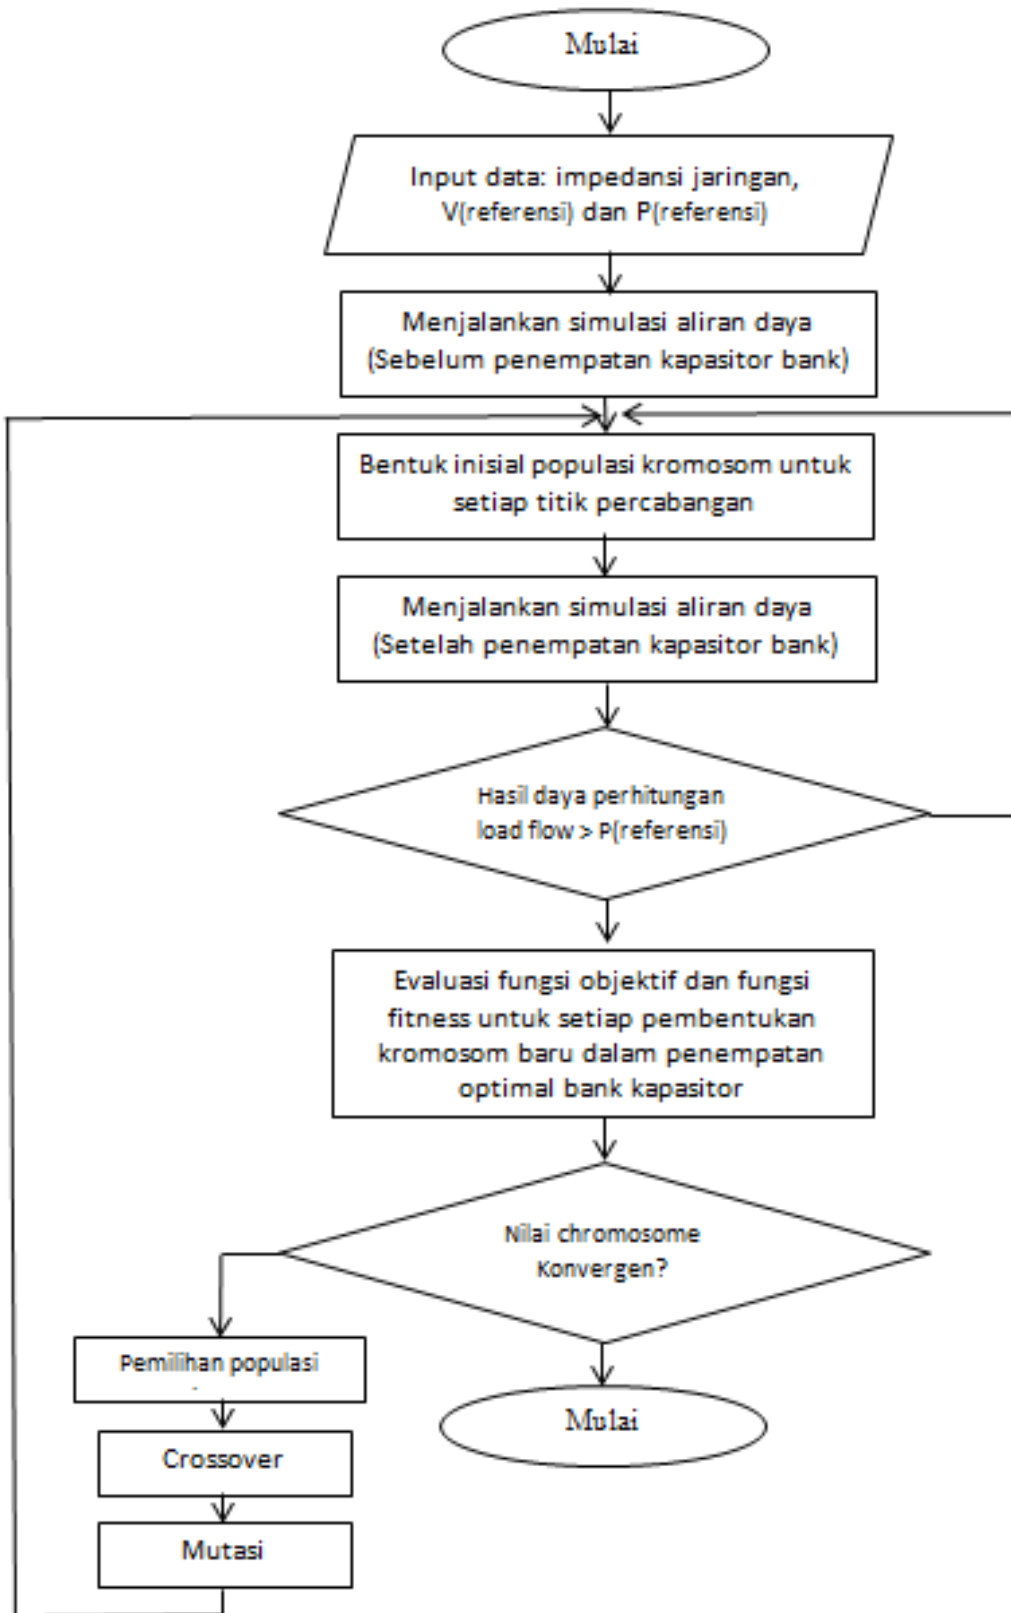 Mulai
Input data: impedansi jaringan,
V(referensi) dan P(referensi)
Menjalankan simulasi aliran daya
(Sebelum penempatan kapasitor bank)
Bentuk inisial populasi kromosom untuk
setiap titik percabangan
Menjalankan simulasi aliran daya
(Setelah penempatan kapasitor bank)
Hasil daya perhitungan
load flow > P(referensi)
Evaluasi fungsi objektif dan fungsi
fitness untuk setiap pembentukan
kromosom baru dalam penempatan
optimal bank kapasitor
Nilai chromosome
Konvergen?
Pemilihan populasi
Mulai
Crossover
Mutasi